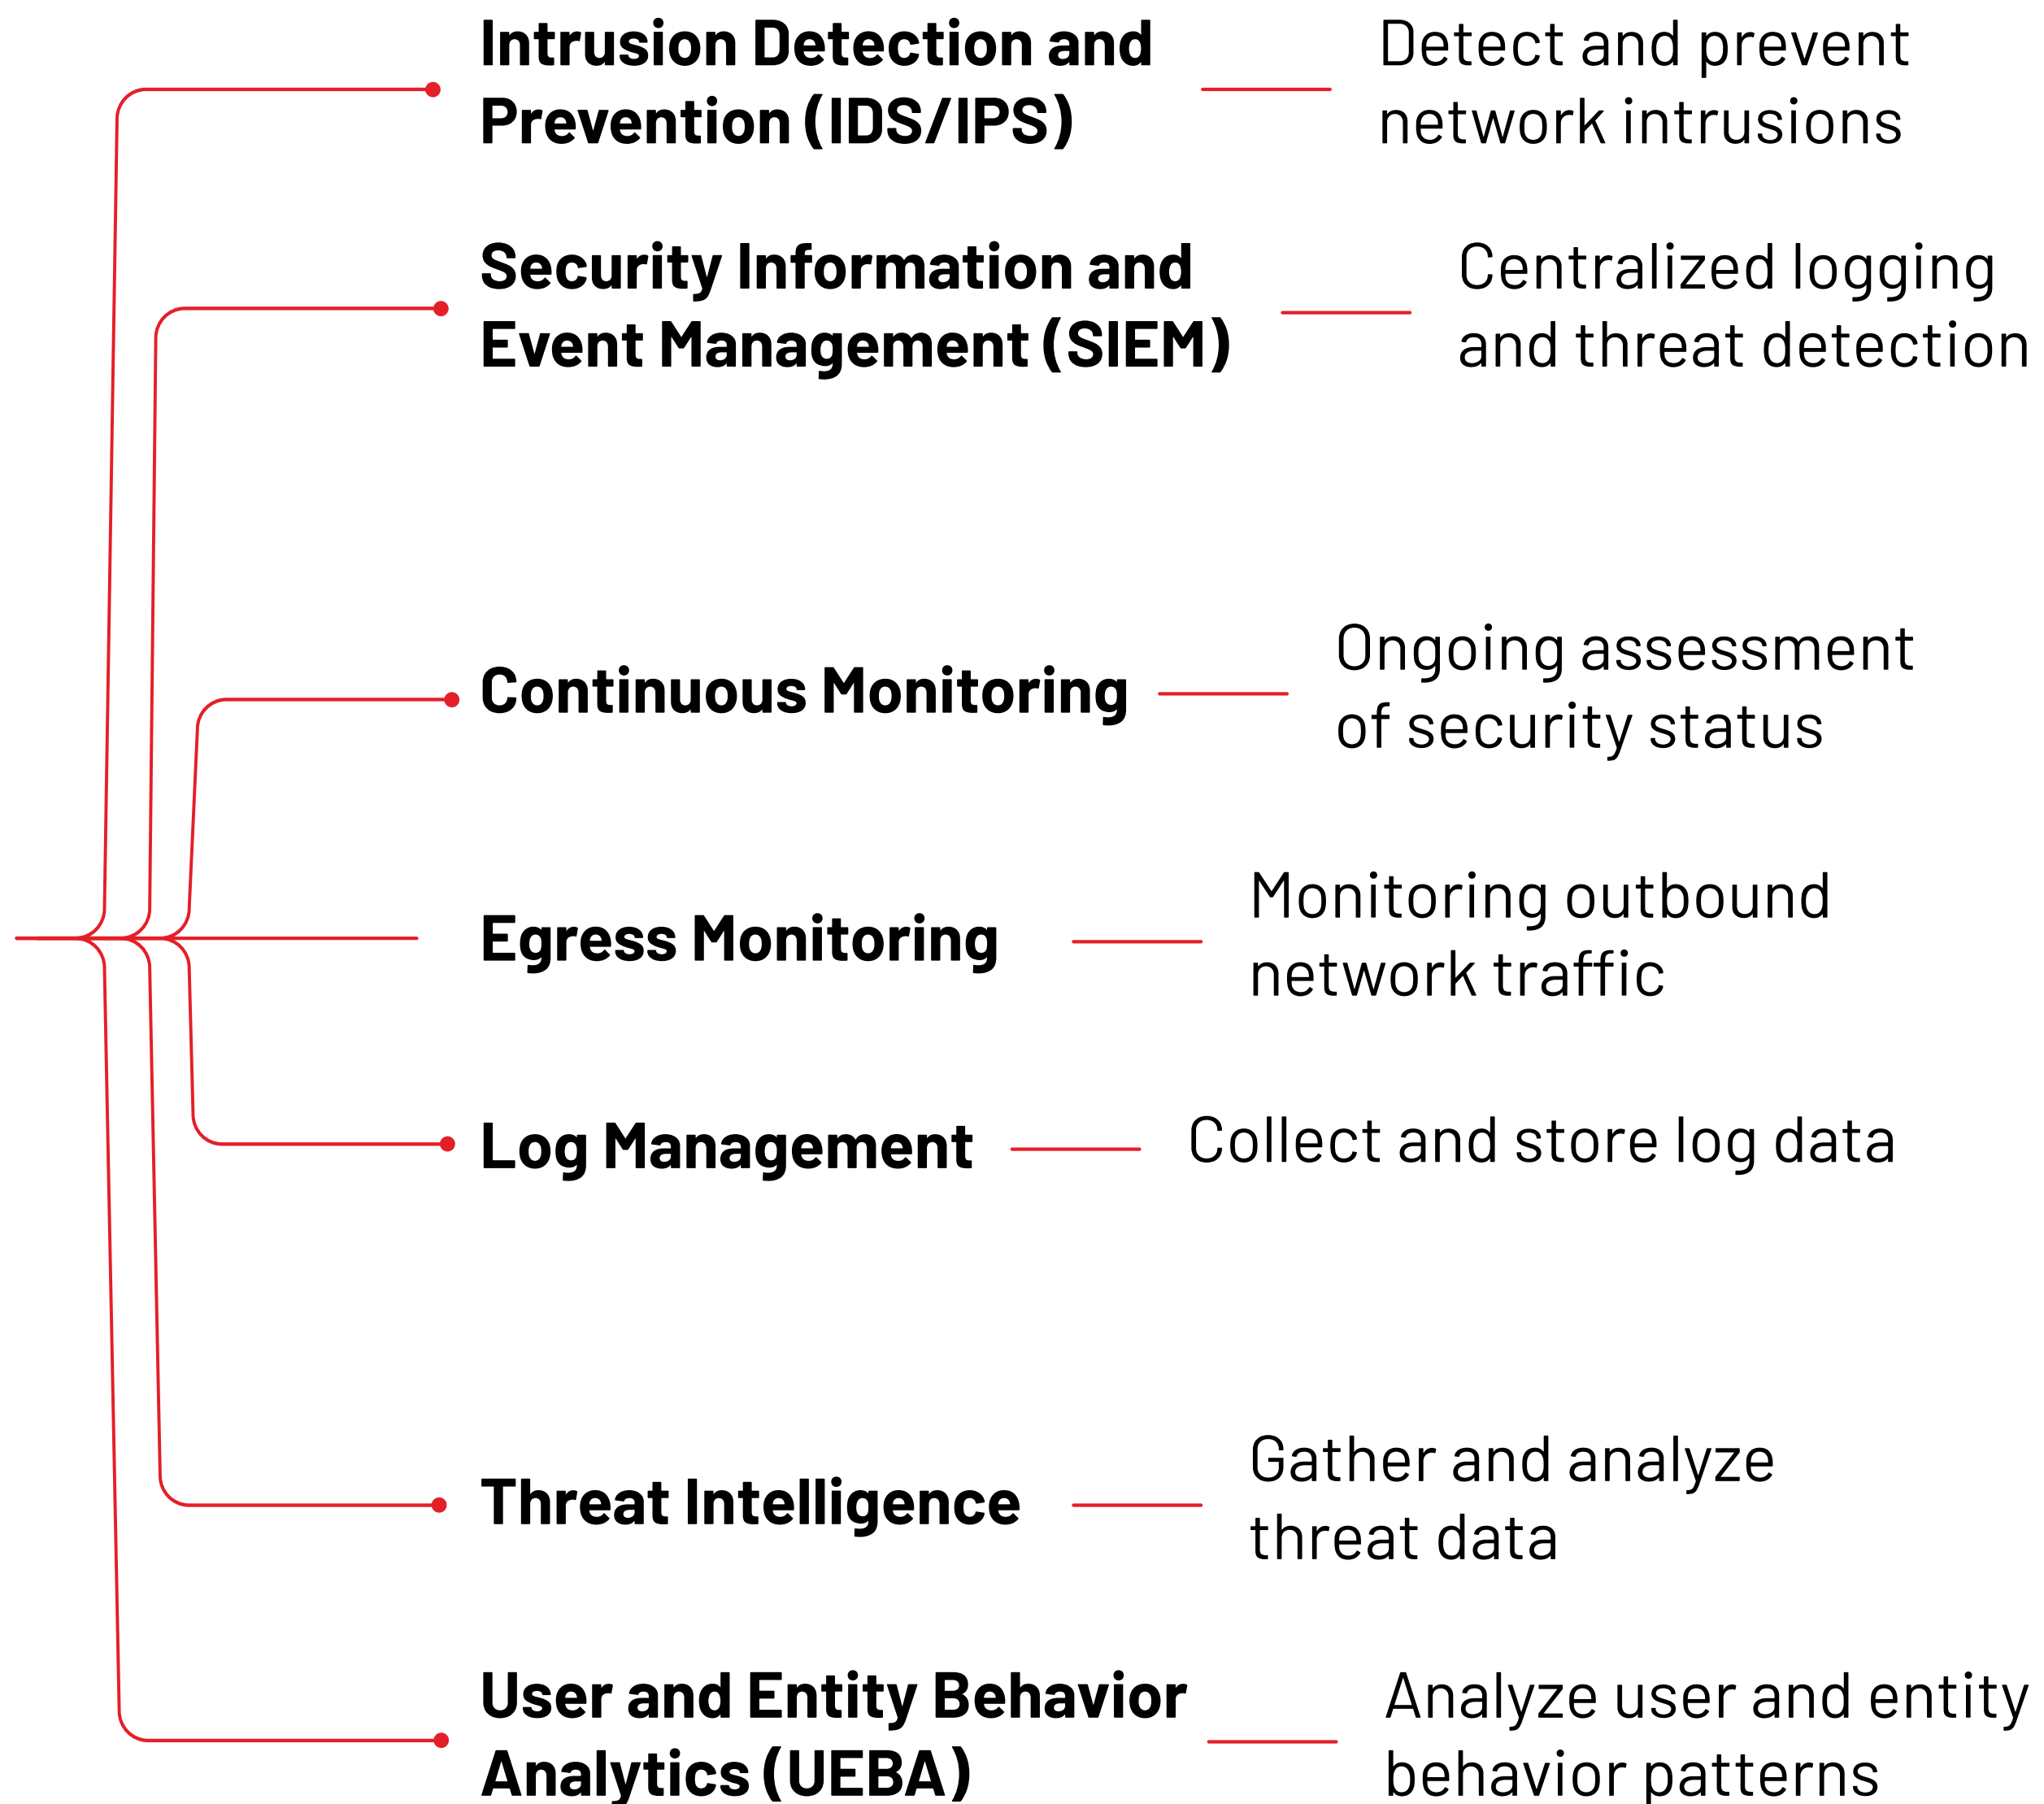 Intrusion Detection and
Prevention (IDS/IPS)
Detect and prevent
network intrusions
Security Information and
Event Management (SIEM)
Centralized logging
and threat detection
Continuous Monitoring
Ongoing assessment
of security status
Egress Monitoring
Monitoring outbound
network traffic
Log Management
Collect and store log data
Threat Intelligence
Gather and analyze
threat data
User and Entity Behavior
Analytics (UEBA)
Analyze user and entity
behavior patterns